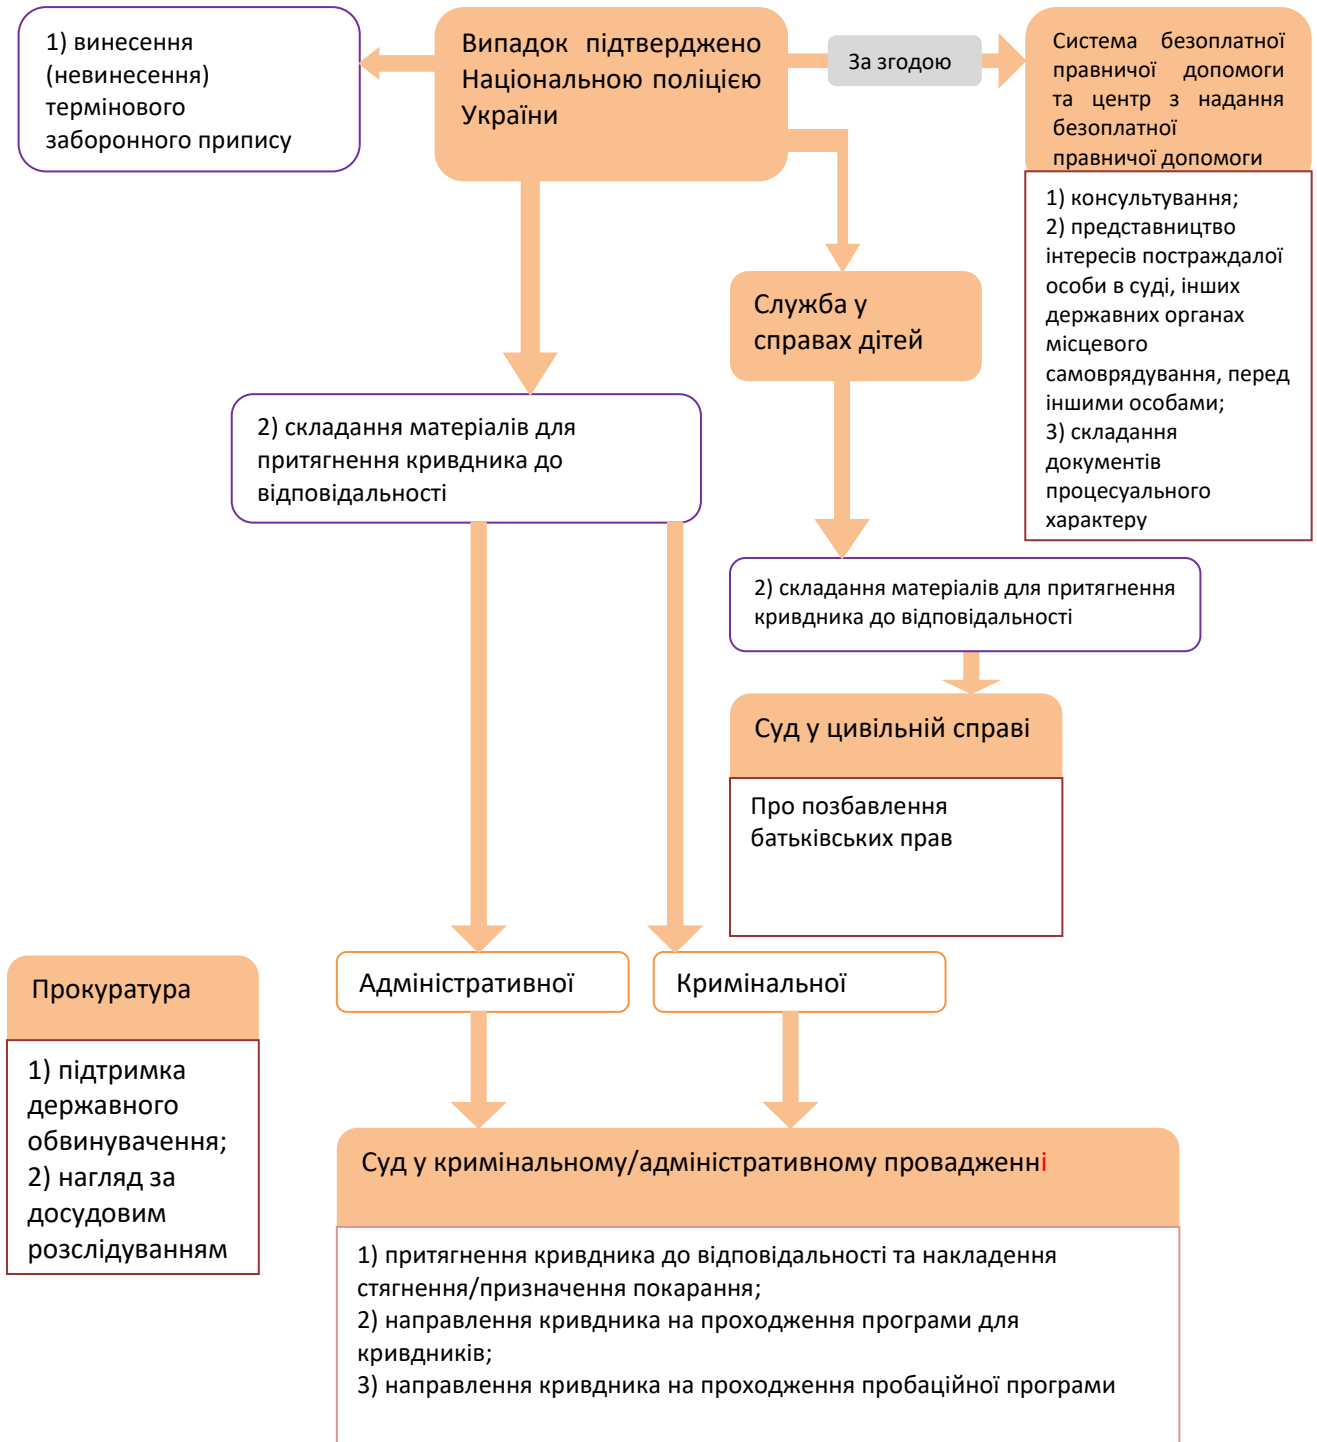 1) винесення
(невинесення)
термінового
заборонного припису
Випадок підтверджено
Національною поліцією
України
За згодою
Система безоплатної
правничої допомоги
та центр з надання
безоплатної
правничої допомоги
1) консультування;
2) представництво
інтересів постраждалої
особи в суді, інших
державних органах
місцевого
самоврядування, перед
іншими особами;
3) складання
документів
процесуального
характеру
Служба у
справах дітей
2) складання матеріалів для
притягнення кривдника до
відповідальності
2) складання матеріалів для притягнення
кривдника до відповідальності
Суд у цивільній справі
Про позбавлення
батьківських прав
Адміністративної
Кримінальної
Прокуратура
1) підтримка
державного
обвинувачення;
2) нагляд за
досудовим
розслідуванням
Суд у кримінальному/адміністративному провадженні
1) притягнення кривдника до відповідальності та накладення
стягнення/призначення покарання;
2) направлення кривдника на проходження програми для
кривдників;
3) направлення кривдника на проходження пробаційної програми